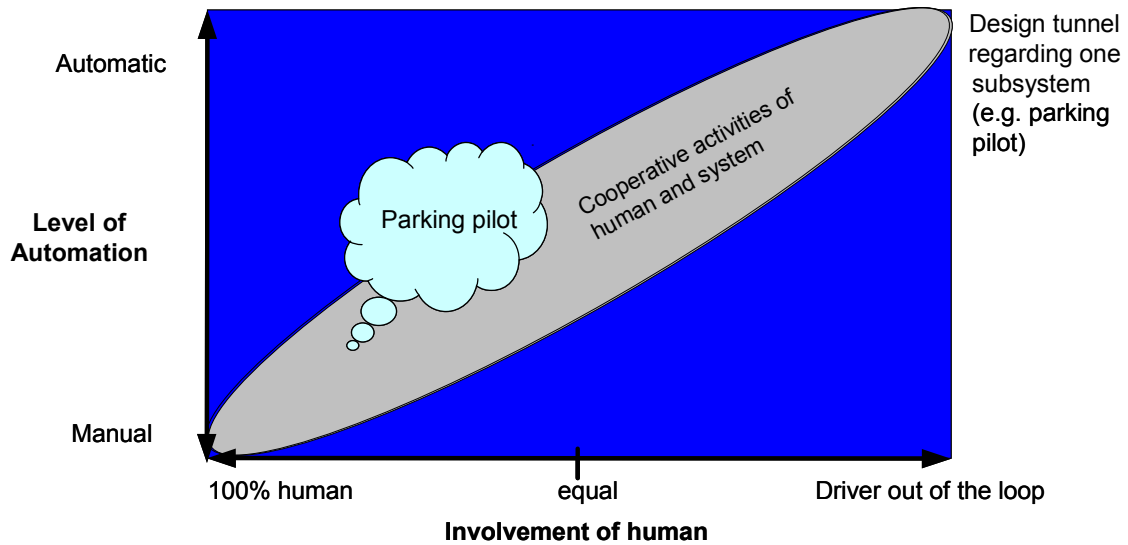 Automatic
Design tunnel
regarding one
subsystem
(e.g. parking
pilot)
Cooperative activities of
human and system
Parking pilot
Level of
Automation
Manual
100% human
equal
Driver out of the loop
Involvement of human